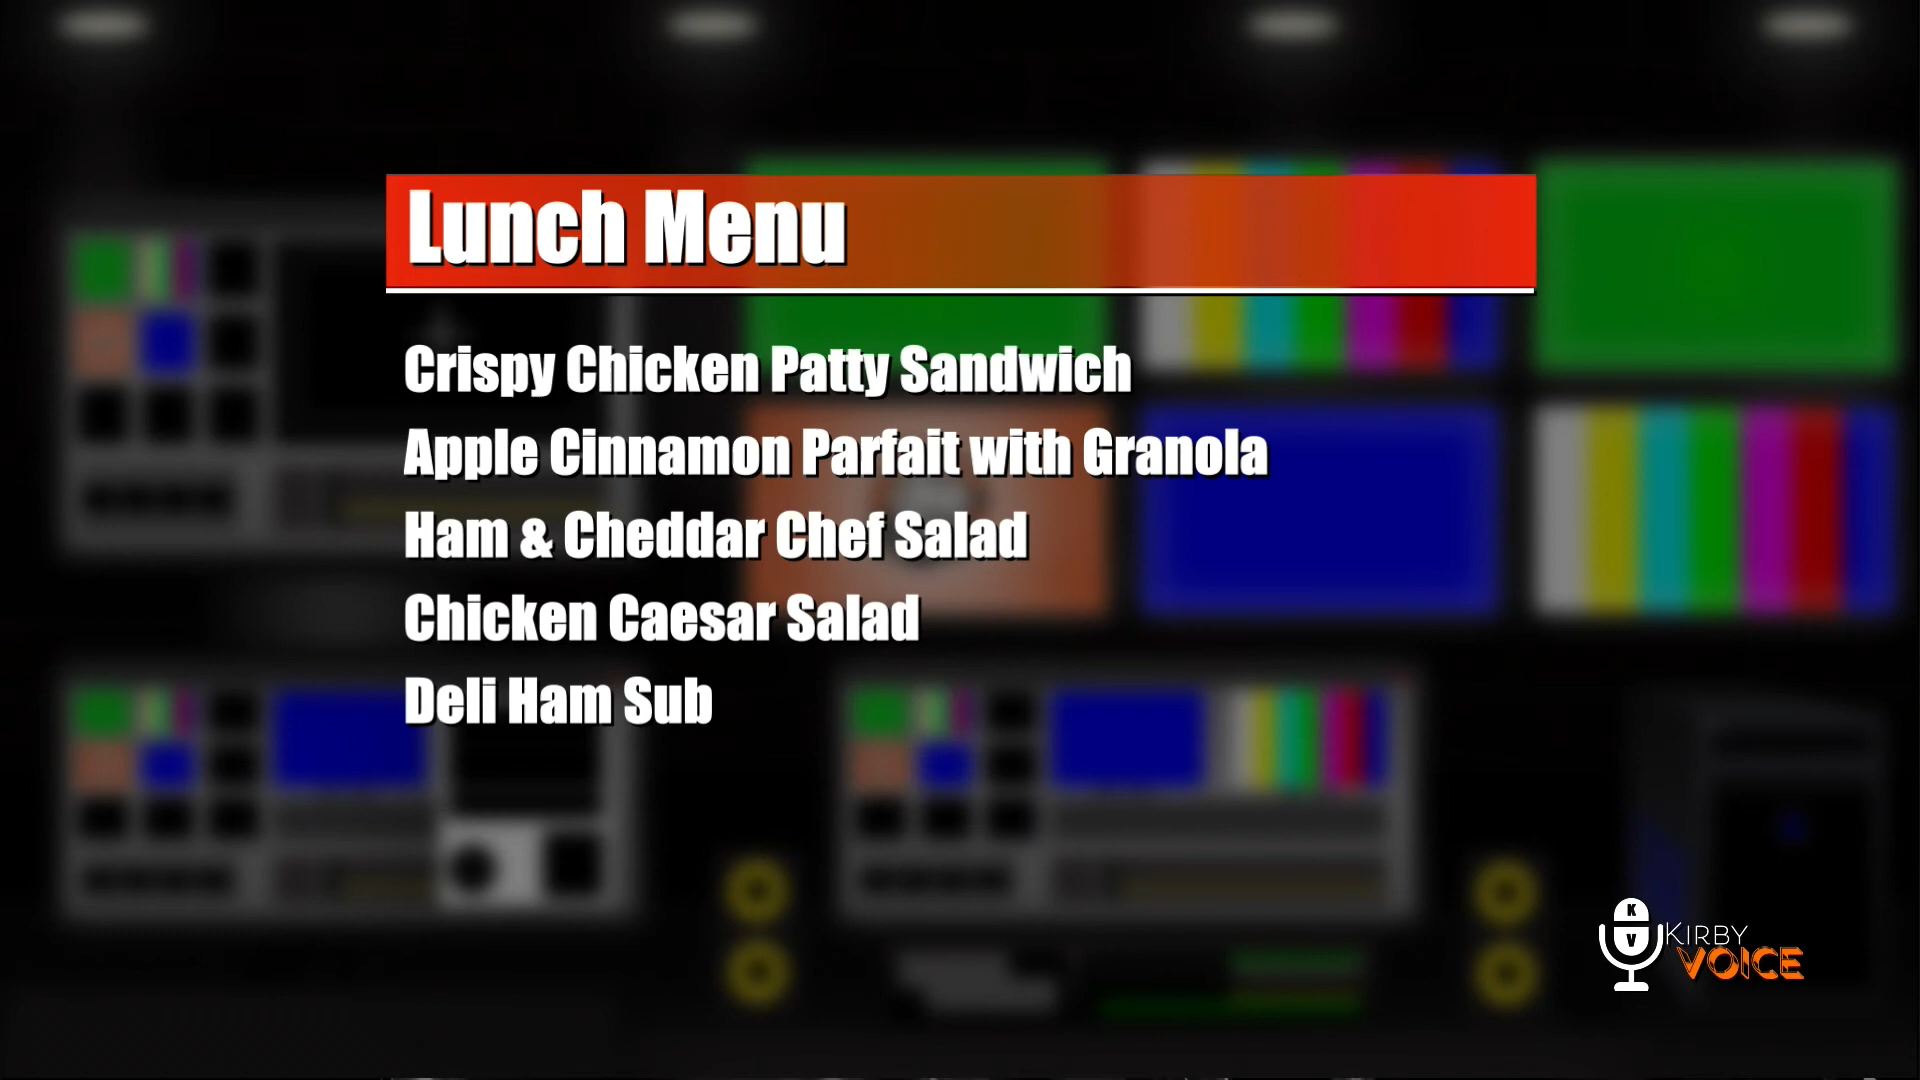 Lunch Menu
Crispy Chicken Patty Sandwich
Apple Cinnamon Parfait with Granola
Ham & Cheddar Chef Salad
Chicken Caesar Salad
Deli Ham Sub
K
V
KIRBY
VOICE